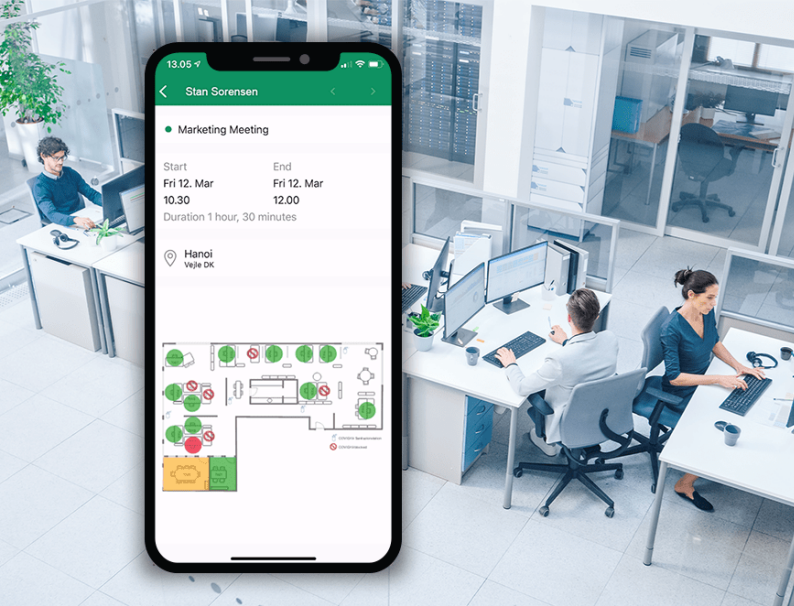 13.05
Stan Sorensen
Marketing Meeting
Start End
Fri 12. Mar Fri 12. Mar
10.30 12.00
Duration 1 hour, 30 minutes
Hanoi
Vejle DK